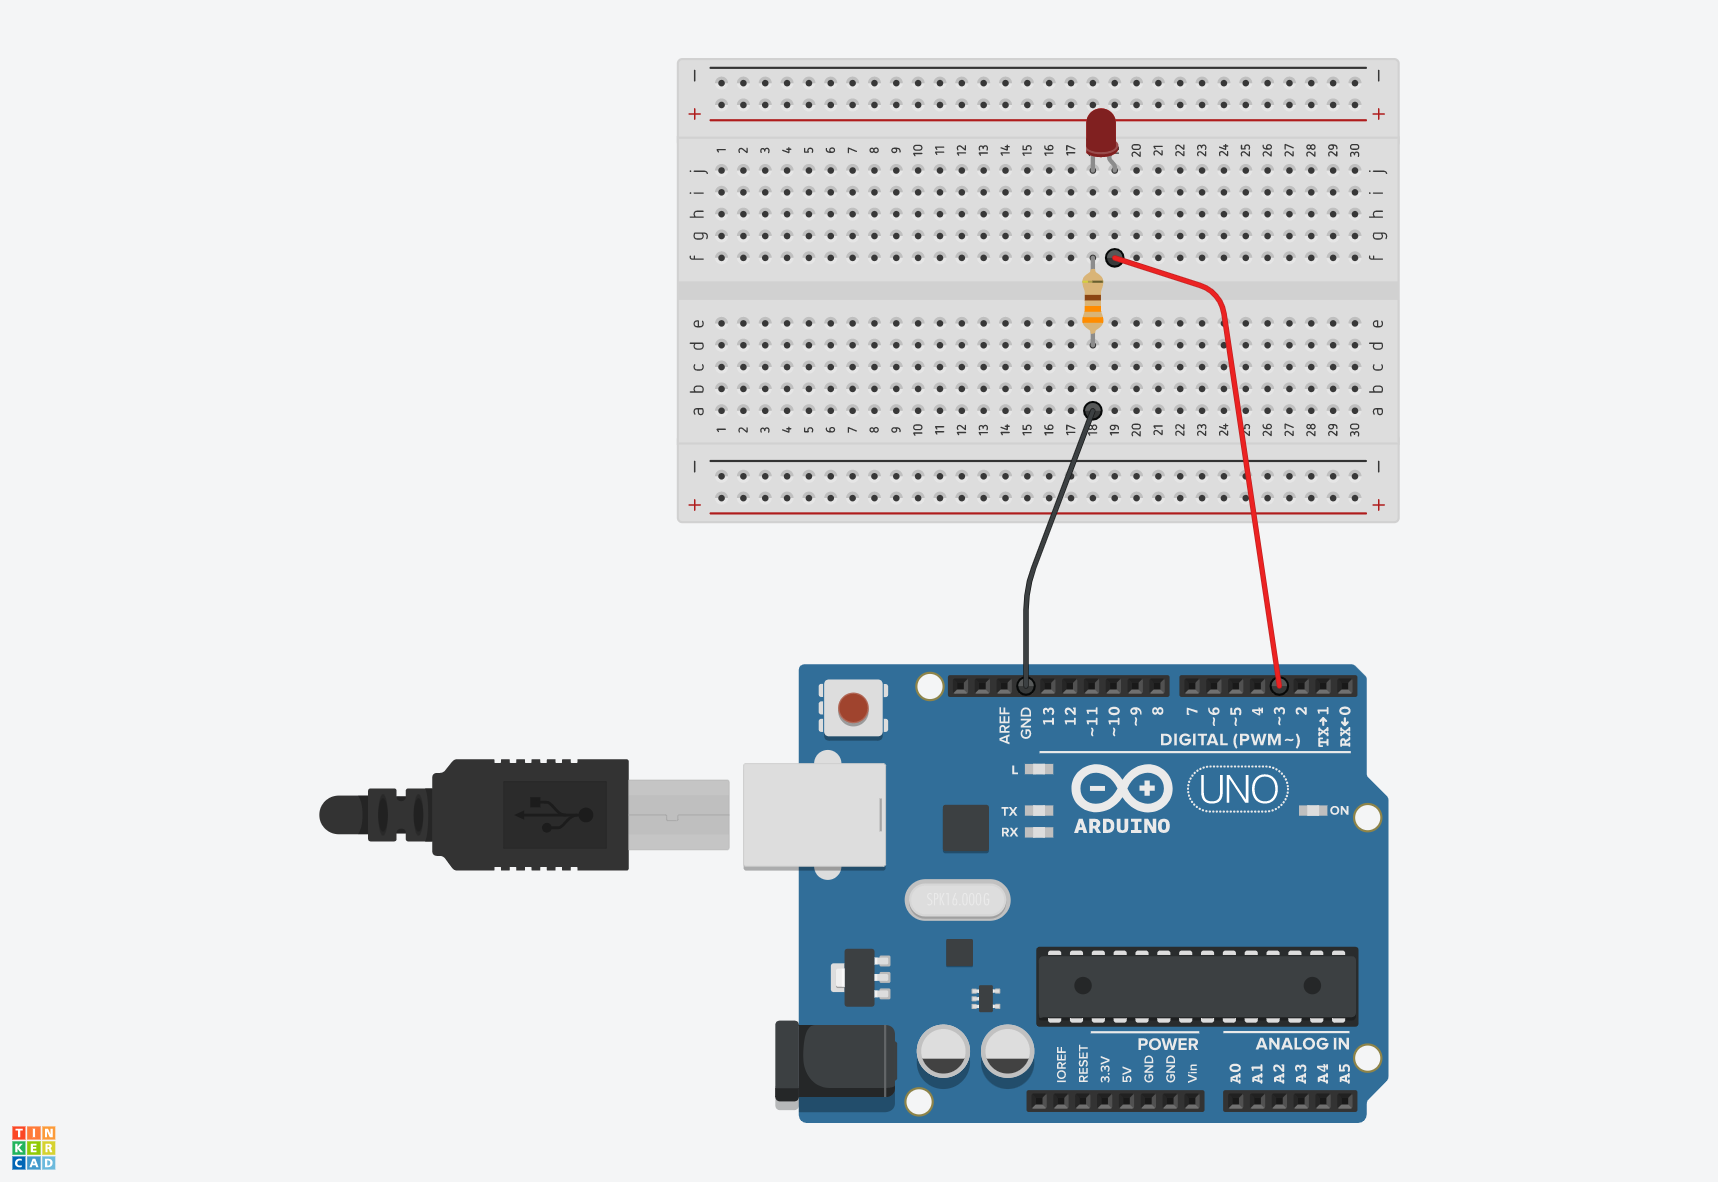 − −
+ +
1 2 3 4 5 6 7 8 9 10 11 12 13 14 15 16 17 20 21 22 23 24 25 26 27 28 29 30
j j
i i
h h
g g
f f
e e
d d
c c
b b
a a
1 2 3 4 5 6 7 8 9 10 11 12 13 14 15 16 17 18 19 20 21 22 23 24 25 26 27 28 29 30
− −
+ +
AREF GND 13 12 ~11 ~10 ~9 8 7 ~6 ~5 4 ~3 2 TX→1 RX←0
DIGITAL (PWM~)
L
TX
RX
ARDUINO
UNO
ON
SPKT6.000G
POWER
ANALOG IN
IOREF RESET 3.3V 5V GND GND Vin A0 A1 A2 A3 A4 A5
TIN
KER
CAD